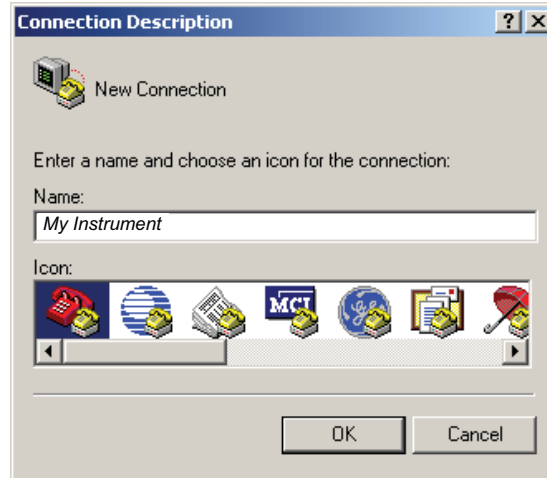 Connection Description
New Connection
Enter a name and choose an icon for the connection:
Name:
My Instrument
Icon:
MCI
OK Cancel